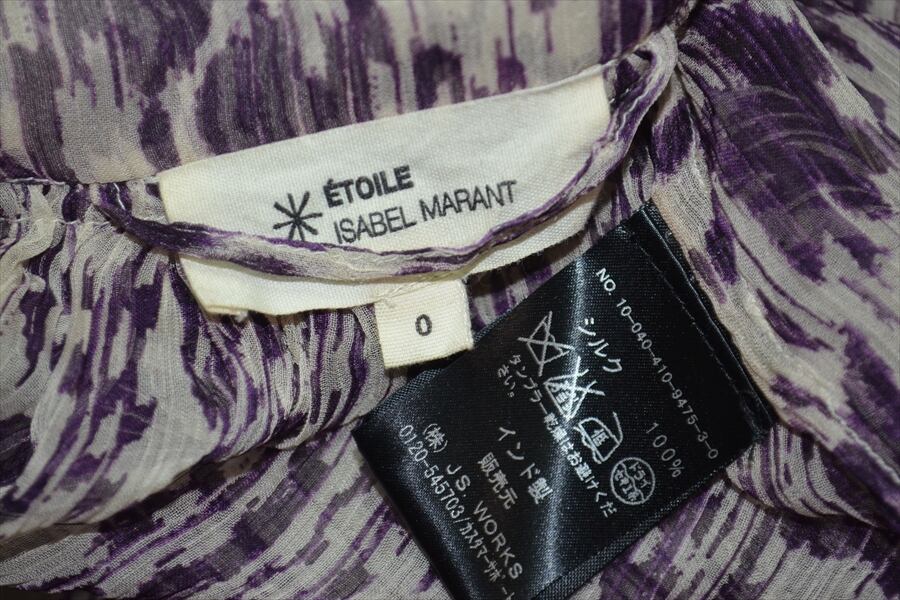 ÉTOILE
ISABEL MARANT
0
NO. 10-040-410-9475-3-0
シルク 100%
タンブラー乾燥はお避けくだ
さい。
インド製
販売元
(株) J.S. WORKS
0120-545703/カスタマーサポート